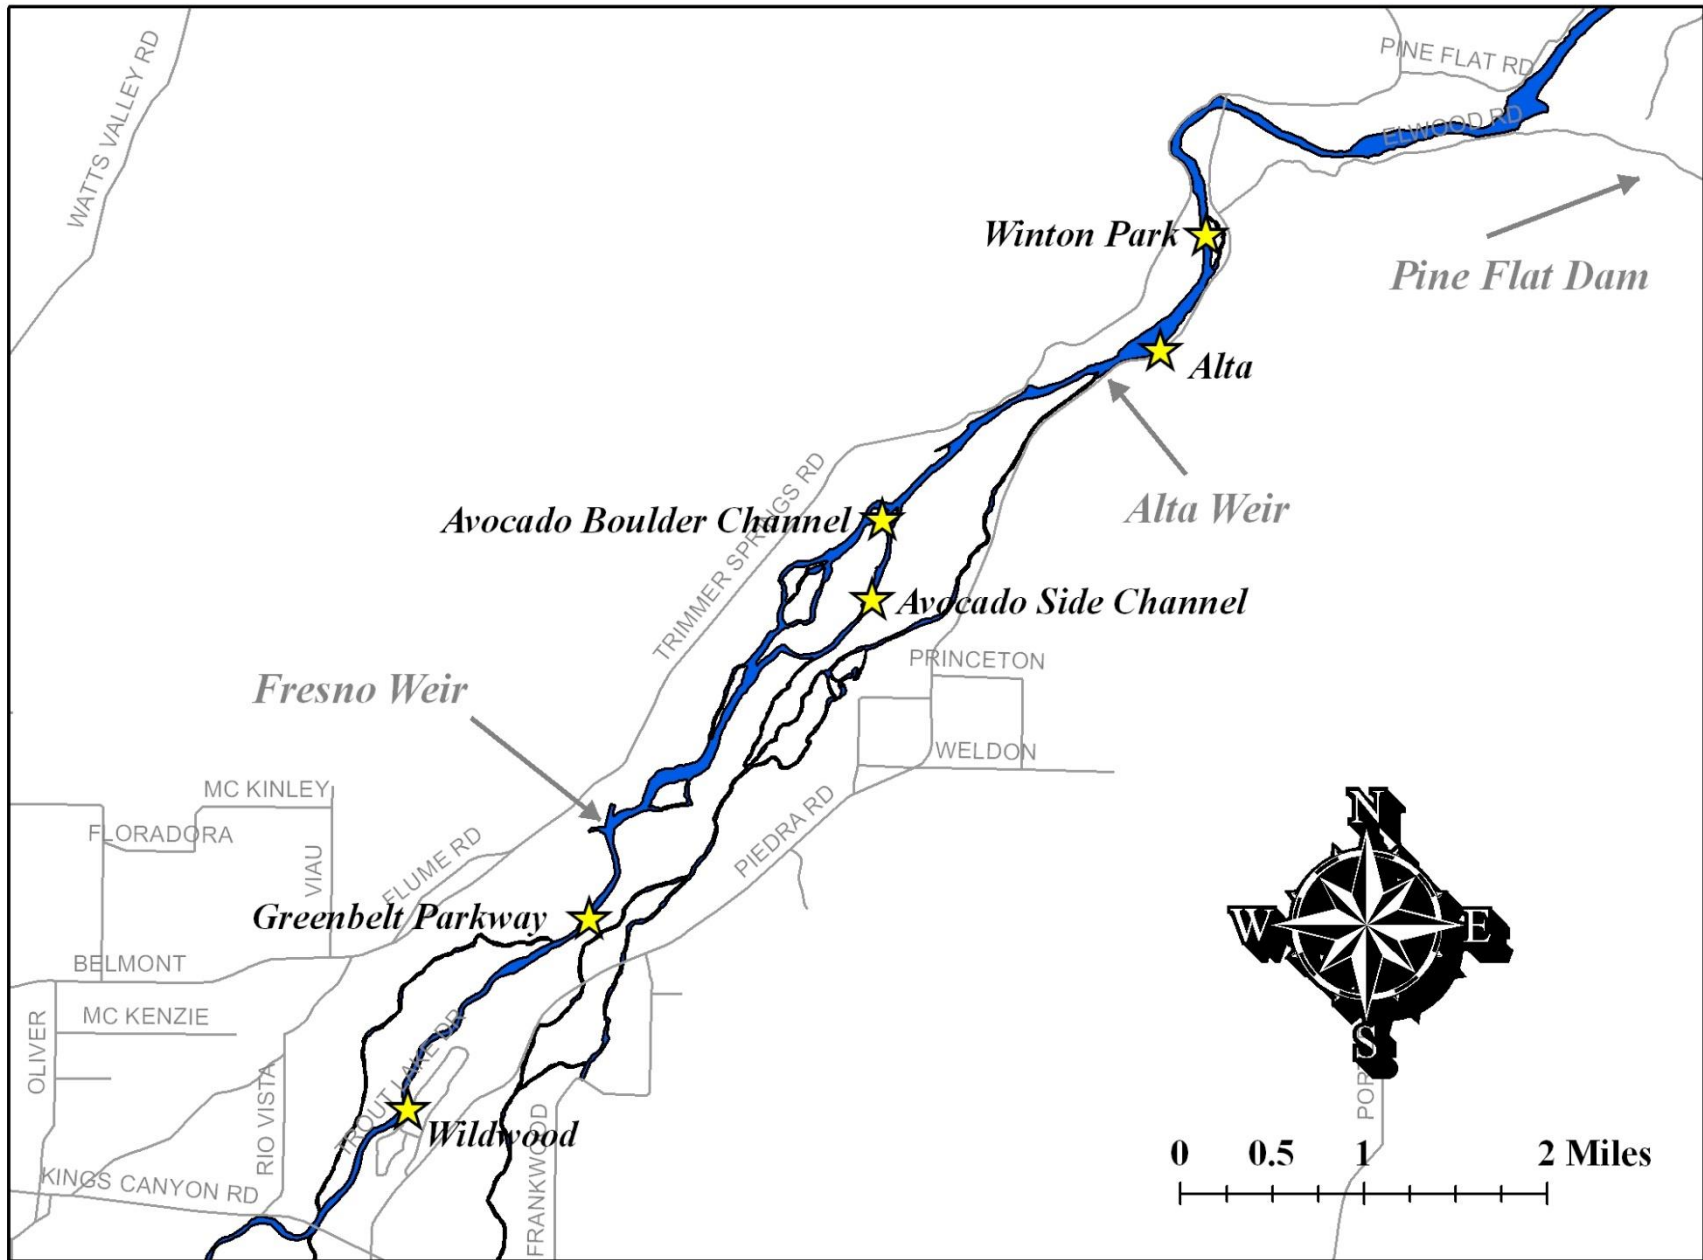 WATTS VALLEY RD
PINE FLAT RD
ELWOOD RD
Winton Park
Pine Flat Dam
Alta
TRIMMER SPRINGS RD
Avocado Boulder Channel
Alta Weir
Avocado Side Channel
PRINCETON
Fresno Weir
WELDON
MC KINLEY
FLORADORA
VIAU
FLUME RD
PIEDRA RD
N
Greenbelt Parkway
W
E
BELMONT
MC KENZIE
OLIVER
TROUT LAKE DR
S
RIO VISTA
POR
Wildwood
FRANKWOOD
0 0.5 1 2 Miles
KINGS CANYON RD